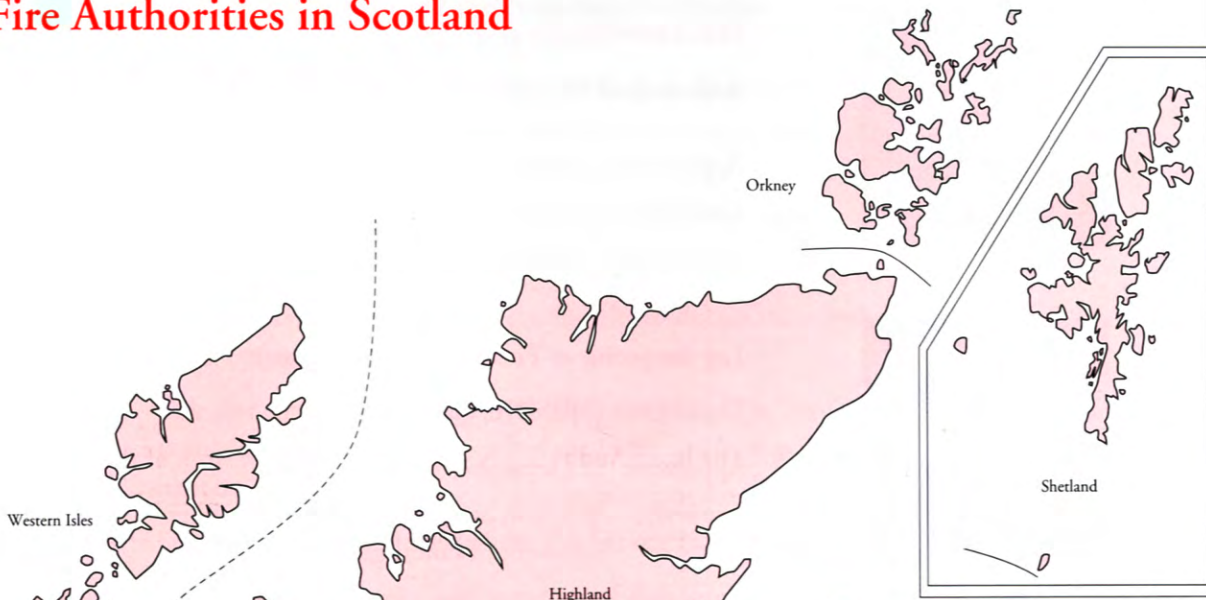 Fire Authorities in Scotland
Orkney
Shetland
Western Isles
Highland